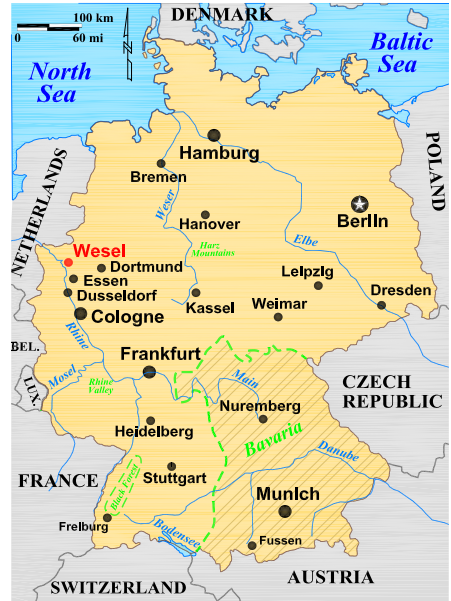 100 km
60 mi
N
DENMARK
North
Sea
Baltic
Sea
NETHERLANDS
POLAND
Hamburg
Bremen
Weser
Hanover
BerlIn
Elbe
Harz
Mountains
Wesel
Dortmund
Essen
Dusseldorf
Kassel
LeIpzIg
Weimar
Dresden
Cologne
Rhine
BEL.
LUX.
Mosel
Frankfurt
Rhine
Valley
Main
CZECH
REPUBLIC
Nuremberg
Bavaria
Heidelberg
Danube
FRANCE
Stuttgart
Black Forest
MunIch
Freiburg
Bodensee
Fussen
SWITZERLAND
AUSTRIA